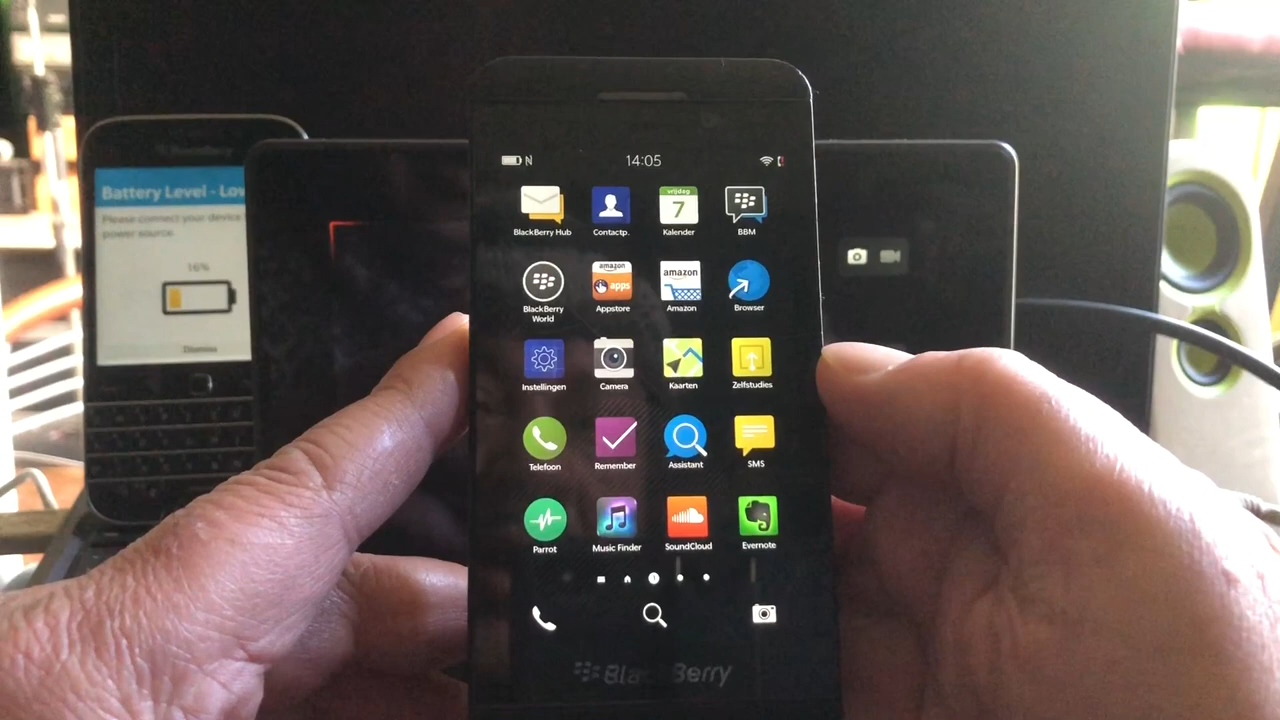 BlackBerry
Battery Level - Low
Please connect your device
power source.
16%
Dismiss
N
14:05
BlackBerry Hub
Contactp.
vrijdag
7
Kalender
BBM
BlackBerry
World
amazon
apps
Appstore
amazon
Amazon
Browser
Instellingen
Camera
Kaarten
Zelfstudies
Telefoon
Remember
Assistant
SMS
Parrot
Music Finder
SoundCloud
Evernote
BlackBerry